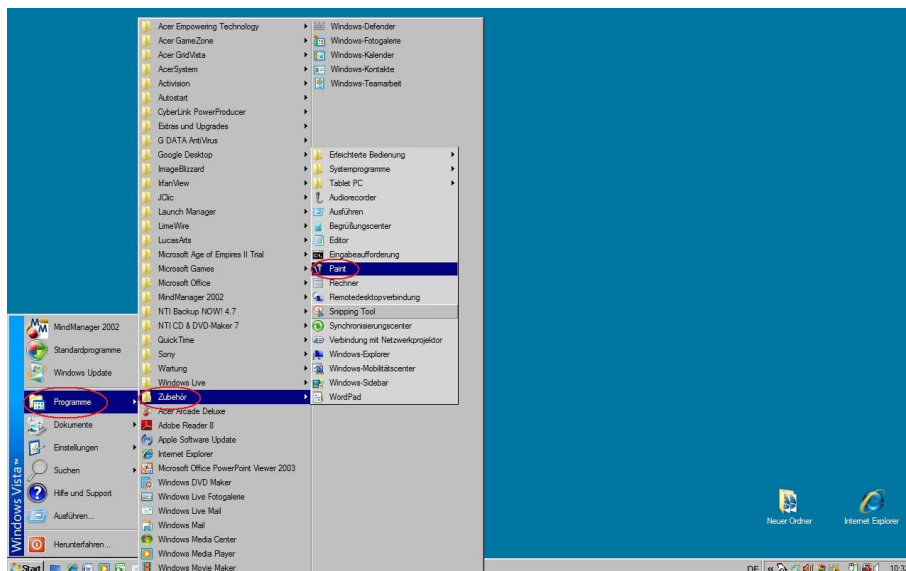 Acer Empowering Technology
Acer GameZone
Acer GridVista
AcerSystem
Activision
Autostart
CyberLink PowerProducer
Extras und Upgrades
G DATA AntiVirus
Google Desktop
ImageBlizzard
IrfanView
JClic
Launch Manager
LimeWire
LucasArts
Microsoft Age of Empires II Trial
Microsoft Games
Microsoft Office
MindManager 2002
NTI Backup NOW! 4.7
NTI CD & DVD-Maker 7
QuickTime
Sony
Wartung
Windows Live
Zubehör
Acer Arcade Deluxe
Adobe Reader 8
Apple Software Update
Internet Explorer
Microsoft Office PowerPoint Viewer 2003
Windows DVD Maker
Windows Live Fotogalerie
Windows Live Mail
Windows Mail
Windows Media Center
Windows Media Player
Windows Movie Maker
Windows-Defender
Windows-Fotogalerie
Windows-Kalender
Windows-Kontakte
Windows-Teamarbeit
Erleichterte Bedienung
Systemprogramme
Tablet PC
Audiorecorder
Ausführen
Begrüßungscenter
Editor
Eingabeaufforderung
Paint
Rechner
Remotedesktopverbindung
Snipping Tool
Synchronisierungscenter
Verbindung mit Netzwerkprojektor
Windows-Explorer
Windows-Mobilitätscenter
Windows-Sidebar
WordPad
MindManager 2002
Standardprogramme
Windows Update
Programme
Dokumente
Einstellungen
Suchen
Hilfe und Support
Ausführen...
Herunterfahren...
Windows Vista™
Neuer Ordner
Internet Explorer
Start
DE